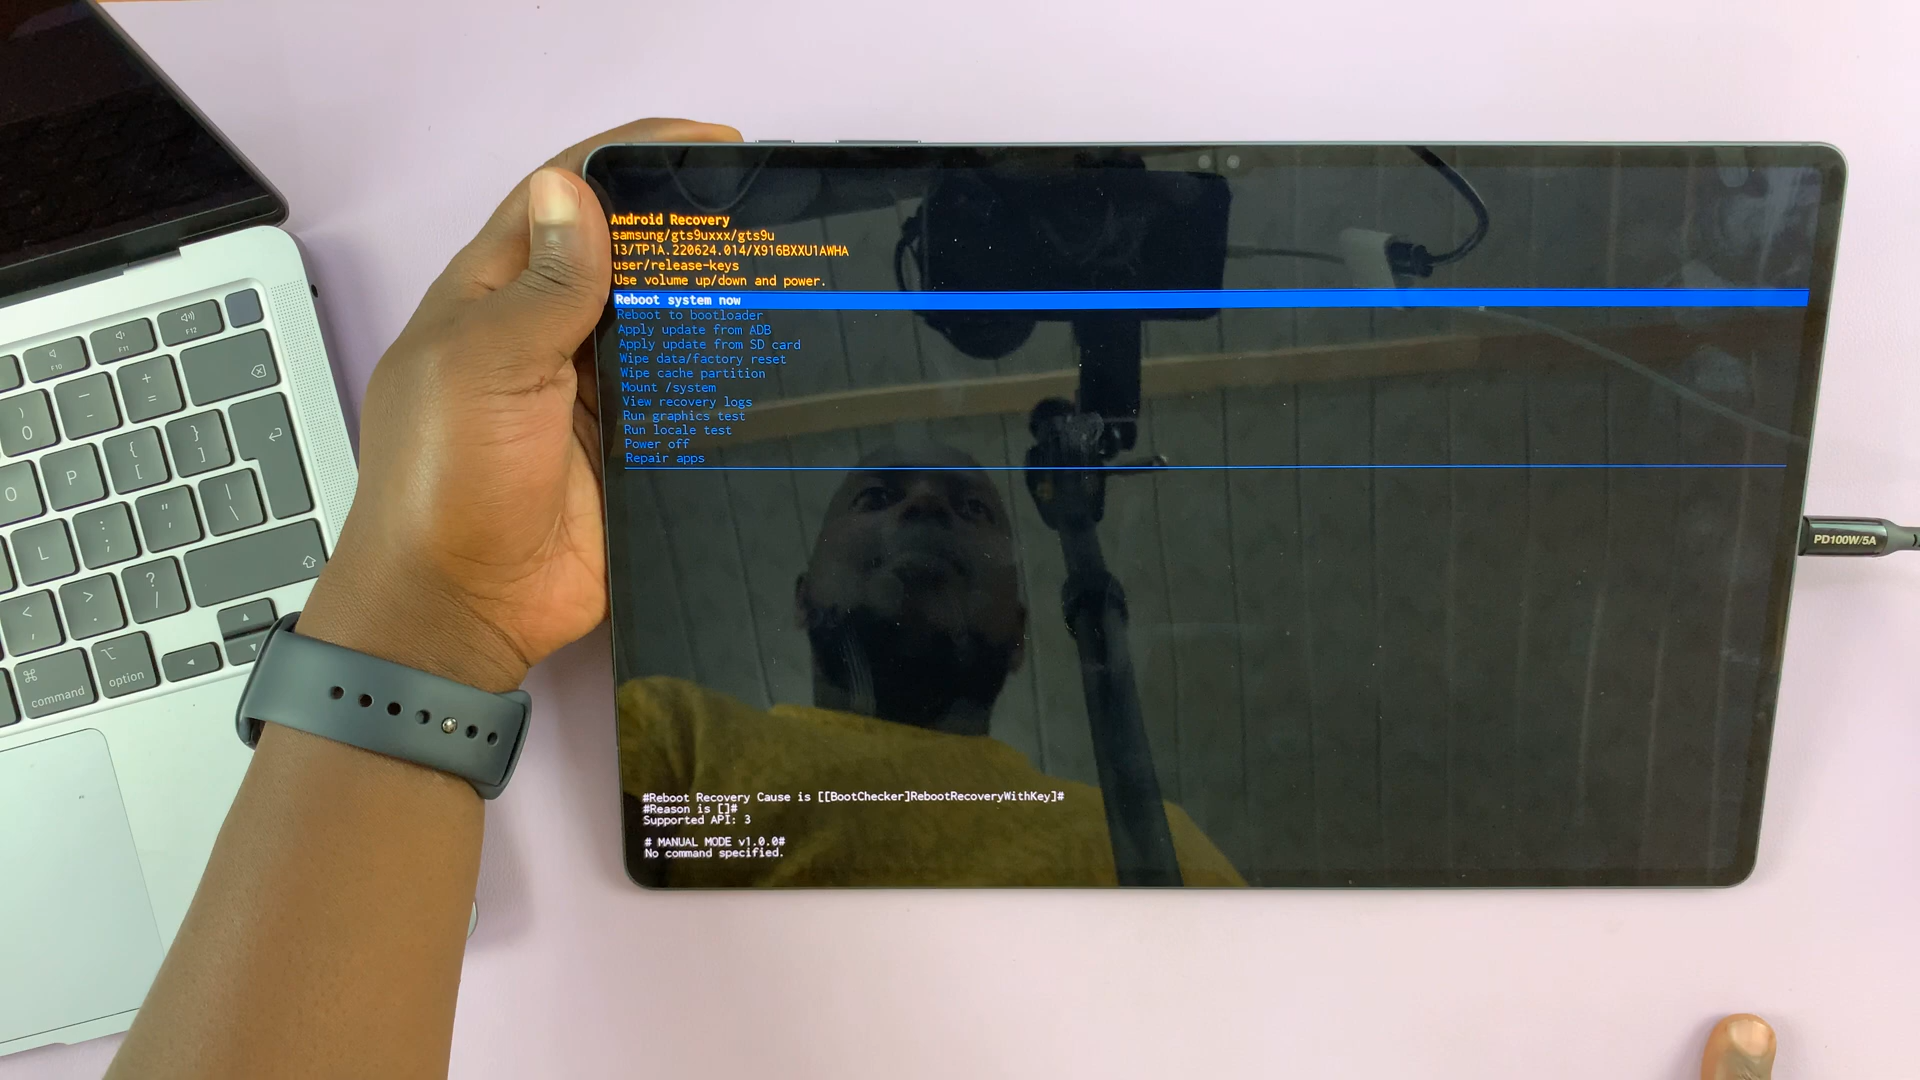 Android Recovery
samsung/gts9uxxx/gts9u
13/TP1A.220624.014/X916BXXU1AWHA
user/release-keys
Use volume up/down and power.
Reboot system now
Reboot to bootloader
Apply update from ADB
Apply update from SD card
Wipe data/factory reset
Wipe cache partition
Mount /system
View recovery logs
Run graphics test
Run locale test
Power off
Repair apps
#Reboot Recovery Cause is [[BootChecker]RebootRecoveryWithKey]#
#Reason is []#
Supported API: 3
# MANUAL MODE v1.0.0#
No command specified.
PD100W/5A
F10
F11
F12
+
=
_
-
)
0
P
{
[
}
]
O
L
:
;
"
'
|
\
<
,
>
.
?
/
⌘
command
⌥
option